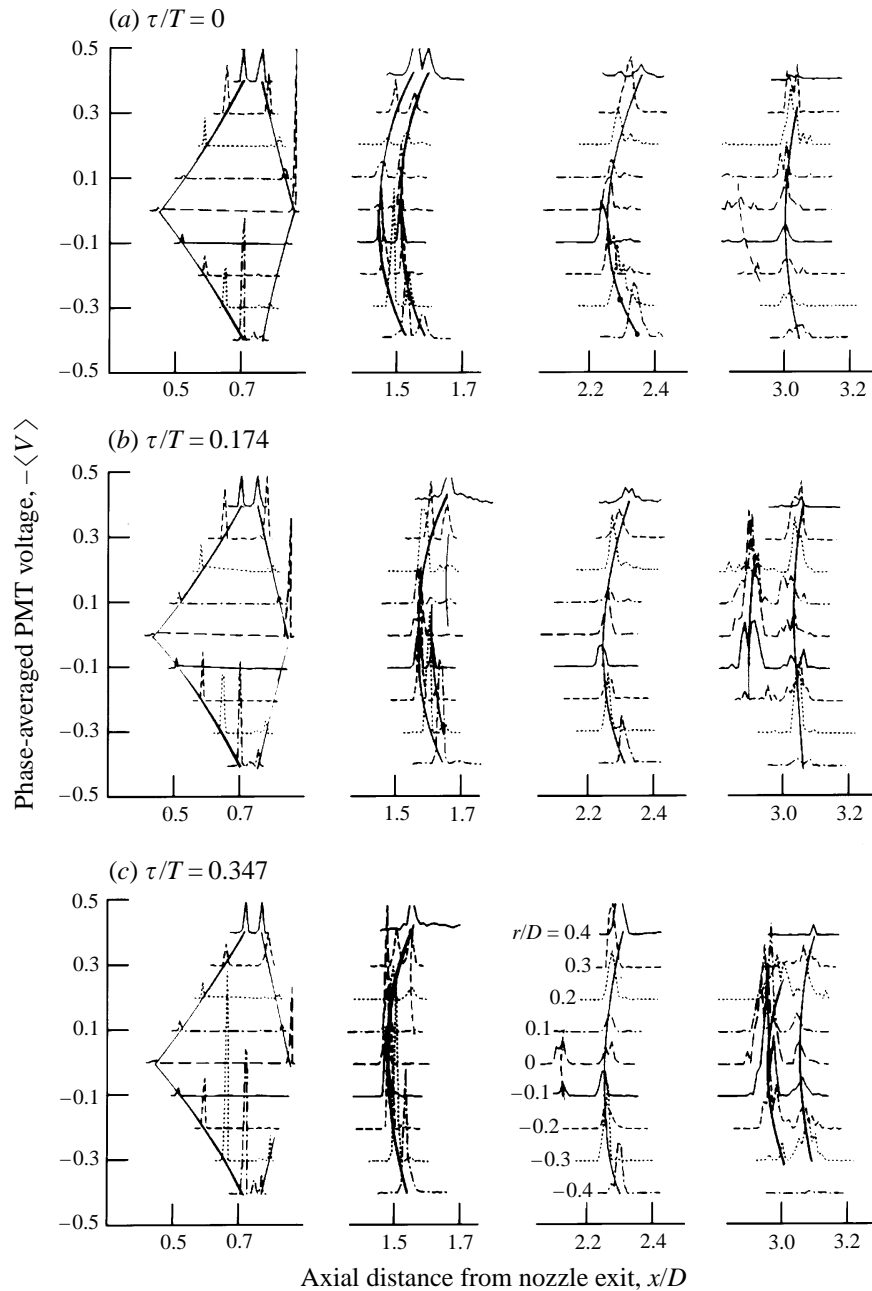 (a) τ/T = 0
0.5
0.3
0.1
−0.1
−0.3
−0.5
0.5 0.7 1.5 1.7 2.2 2.4 3.0 3.2
(b) τ/T = 0.174
0.5
0.3
0.1
−0.1
−0.3
−0.5
0.5 0.7 1.5 1.7 2.2 2.4 3.0 3.2
Phase-averaged PMT voltage, −⟨V⟩
(c) τ/T = 0.347
0.5
0.3
0.1
−0.1
−0.3
−0.5
r/D = 0.4
0.3
0.2
0.1
0
−0.1
−0.2
−0.3
−0.4
0.5 0.7 1.5 1.7 2.2 2.4 3.0 3.2
Axial distance from nozzle exit, x/D